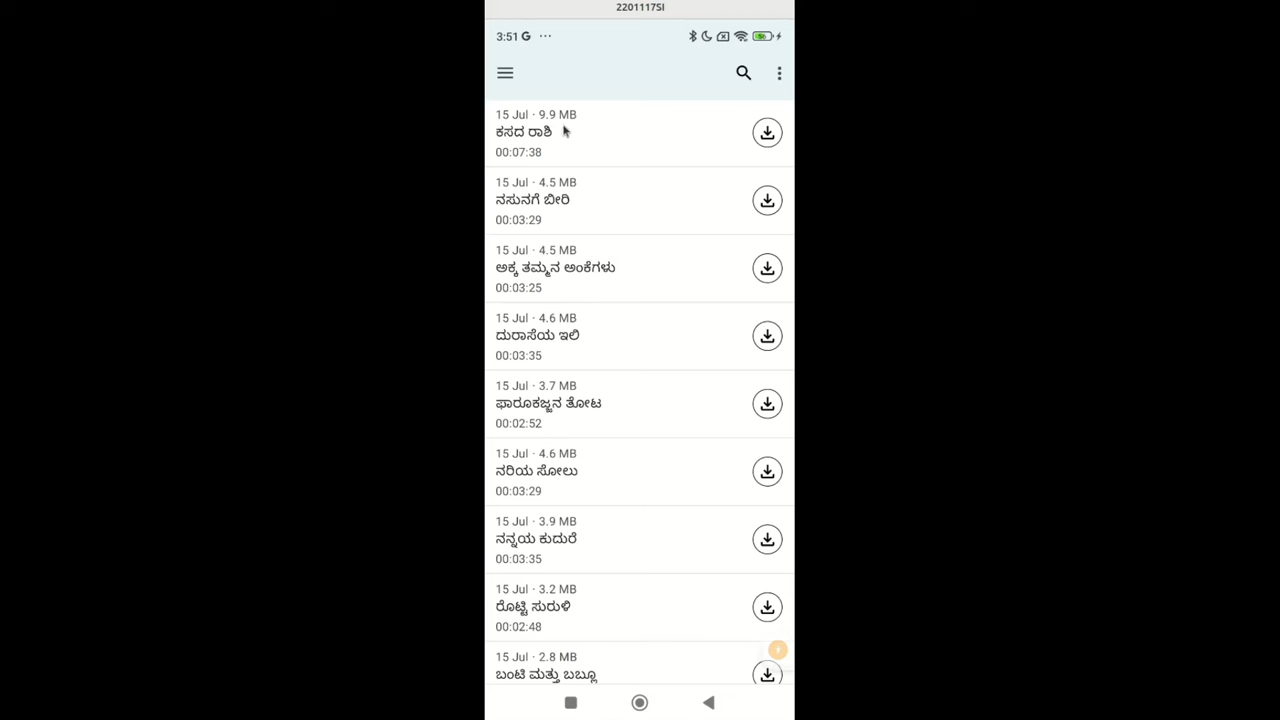 2201117SI
3:51 G ···
15 Jul · 9.9 MB
ಕಸದ ರಾಶಿ
00:07:38
15 Jul · 4.5 MB
ನಸುನಗೆ ಬೀರಿ
00:03:29
15 Jul · 4.5 MB
ಅಕ್ಕ ತಮ್ಮನ ಅಂಕೆಗಳು
00:03:25
15 Jul · 4.6 MB
ದುರಾಸೆಯ ಇಲಿ
00:03:35
15 Jul · 3.7 MB
ಫಾರೂಕಜ್ಜನ ತೋಟ
00:02:52
15 Jul · 4.6 MB
ನರಿಯ ಸೋಲು
00:03:29
15 Jul · 3.9 MB
ನನ್ನಯ ಕುದುರೆ
00:03:35
15 Jul · 3.2 MB
ರೊಟ್ಟಿ ಸುರುಳಿ
00:02:48
15 Jul · 2.8 MB
ಬಂಟಿ ಮತ್ತು ಬಬ್ಲೂ